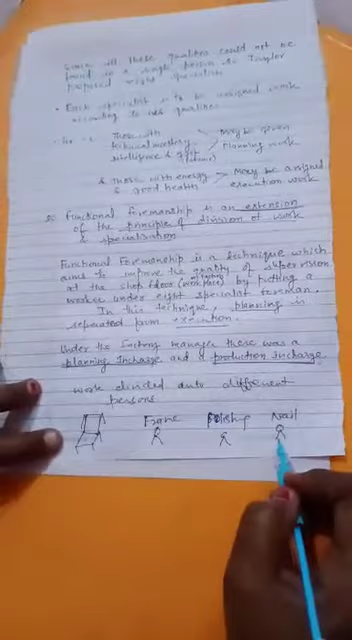 Since all these qualities could not be
found in a single person so Taylor
proposed eight specialists
• Each specialist is to be assigned work
according to his qualities
Those with
technical mastery
intelligence & grip
may be given
planning work
& those with energy
& good health
may be assigned
execution work
so Functional foremanship is an extension
of the principle of division of work
& specialisation
Functional Foremanship is a technique which
aims to improve the quality of supervision
at the shop floor (work place) by putting a
worker under eight specialist foreman.
In this technique, planning is
separated from execution.
Under the factory manager there was a
planning Incharge and a production incharge
work divided into different
persons
Frame Polishing Nail